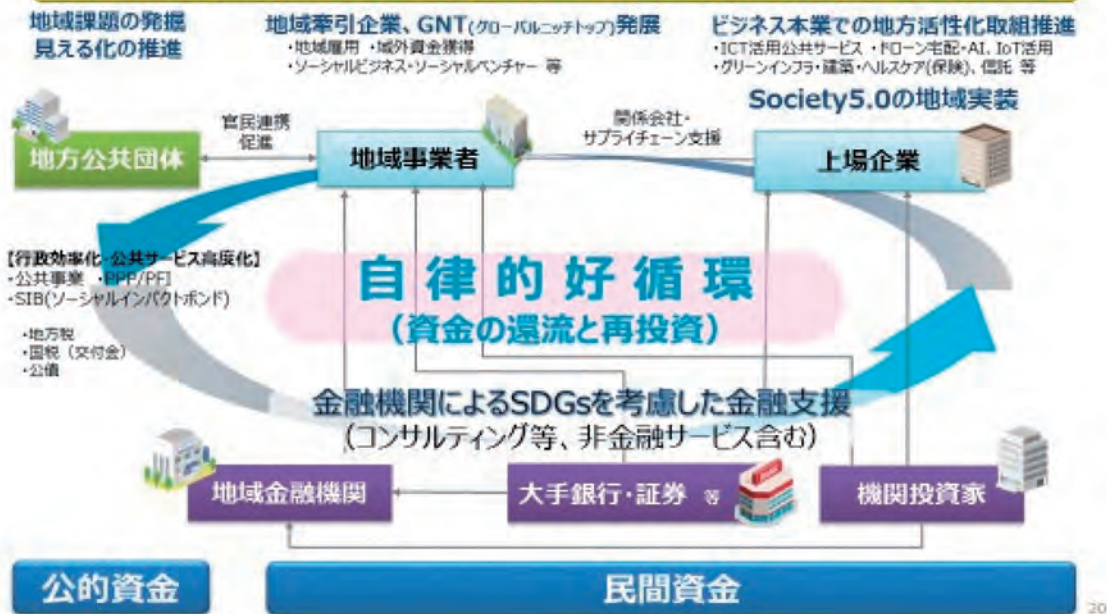 地域課題の発掘
見える化の推進
地域牽引企業、GNT(グローバルニッチトップ)発展
・地域雇用 ・域外資金獲得
・ソーシャルビジネス・ソーシャルベンチャー 等
ビジネス本業での地方活性化取組推進
・ICT活用公共サービス ・ドローン宅配・AI、IoT活用
・グリーンインフラ・建築・ヘルスケア(保険)、信託 等
Society5.0の地域実装
地方公共団体
官民連携
促進
地域事業者
関係会社・
サプライチェーン支援
上場企業
【行政効率化・公共サービス高度化】
・公共事業 ・PPP/PFI
・SIB(ソーシャルインパクトボンド)
・地方税
・国税（交付金）
・公債
自律的好循環
（資金の還流と再投資）
金融機関によるSDGsを考慮した金融支援
（コンサルティング等、非金融サービス含む）
地域金融機関
大手銀行・証券 等
機関投資家
公的資金
民間資金
20